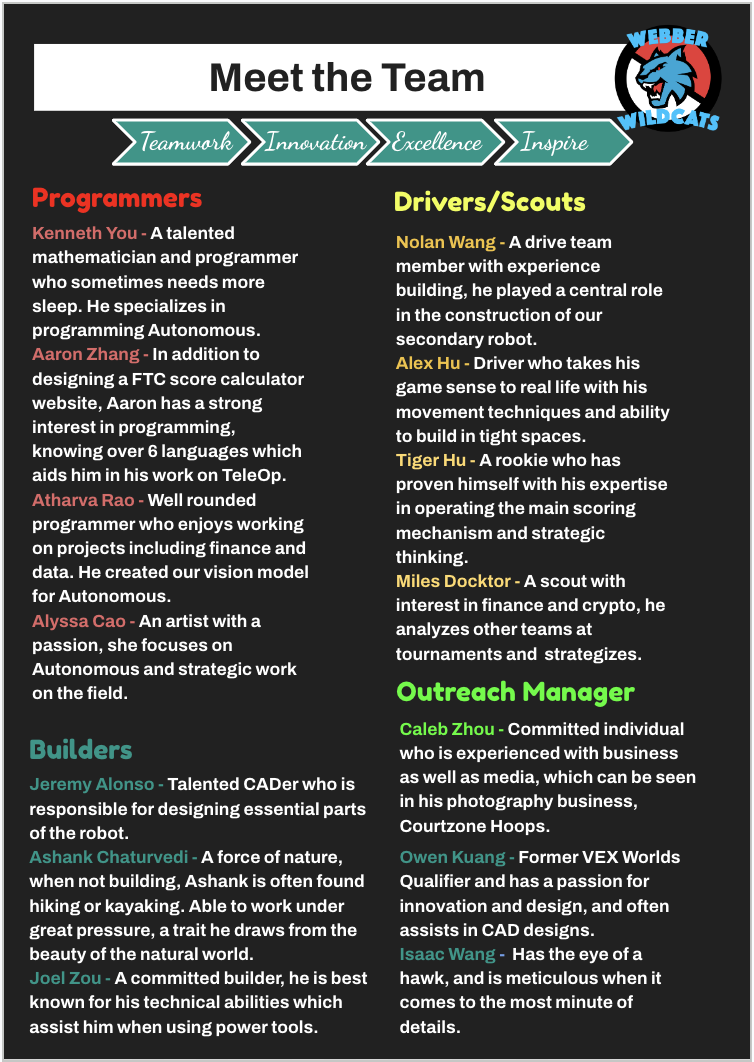 Meet the Team
WEBBER
WILDCATS
Teamwork
Innovation
Excellence
Inspire
Programmers
Kenneth You - A talented
mathematician and programmer
who sometimes needs more
sleep. He specializes in
programming Autonomous.
Aaron Zhang - In addition to
designing a FTC score calculator
website, Aaron has a strong
interest in programming,
knowing over 6 languages which
aids him in his work on TeleOp.
Atharva Rao - Well rounded
programmer who enjoys working
on projects including finance and
data. He created our vision model
for Autonomous.
Alyssa Cao - An artist with a
passion, she focuses on
Autonomous and strategic work
on the field.
Builders
Jeremy Alonso - Talented CADer who is
responsible for designing essential parts
of the robot.
Ashank Chaturvedi - A force of nature,
when not building, Ashank is often found
hiking or kayaking. Able to work under
great pressure, a trait he draws from the
beauty of the natural world.
Joel Zou - A committed builder, he is best
known for his technical abilities which
assist him when using power tools.
Drivers/Scouts
Nolan Wang - A drive team
member with experience
building, he played a central role
in the construction of our
secondary robot.
Alex Hu - Driver who takes his
game sense to real life with his
movement techniques and ability
to build in tight spaces.
Tiger Hu - A rookie who has
proven himself with his expertise
in operating the main scoring
mechanism and strategic
thinking.
Miles Docktor - A scout with
interest in finance and crypto, he
analyzes other teams at
tournaments and strategizes.
Outreach Manager
Caleb Zhou - Committed individual
who is experienced with business
as well as media, which can be seen
in his photography business,
Courtzone Hoops.
Owen Kuang - Former VEX Worlds
Qualifier and has a passion for
innovation and design, and often
assists in CAD designs.
Isaac Wang - Has the eye of a
hawk, and is meticulous when it
comes to the most minute of
details.